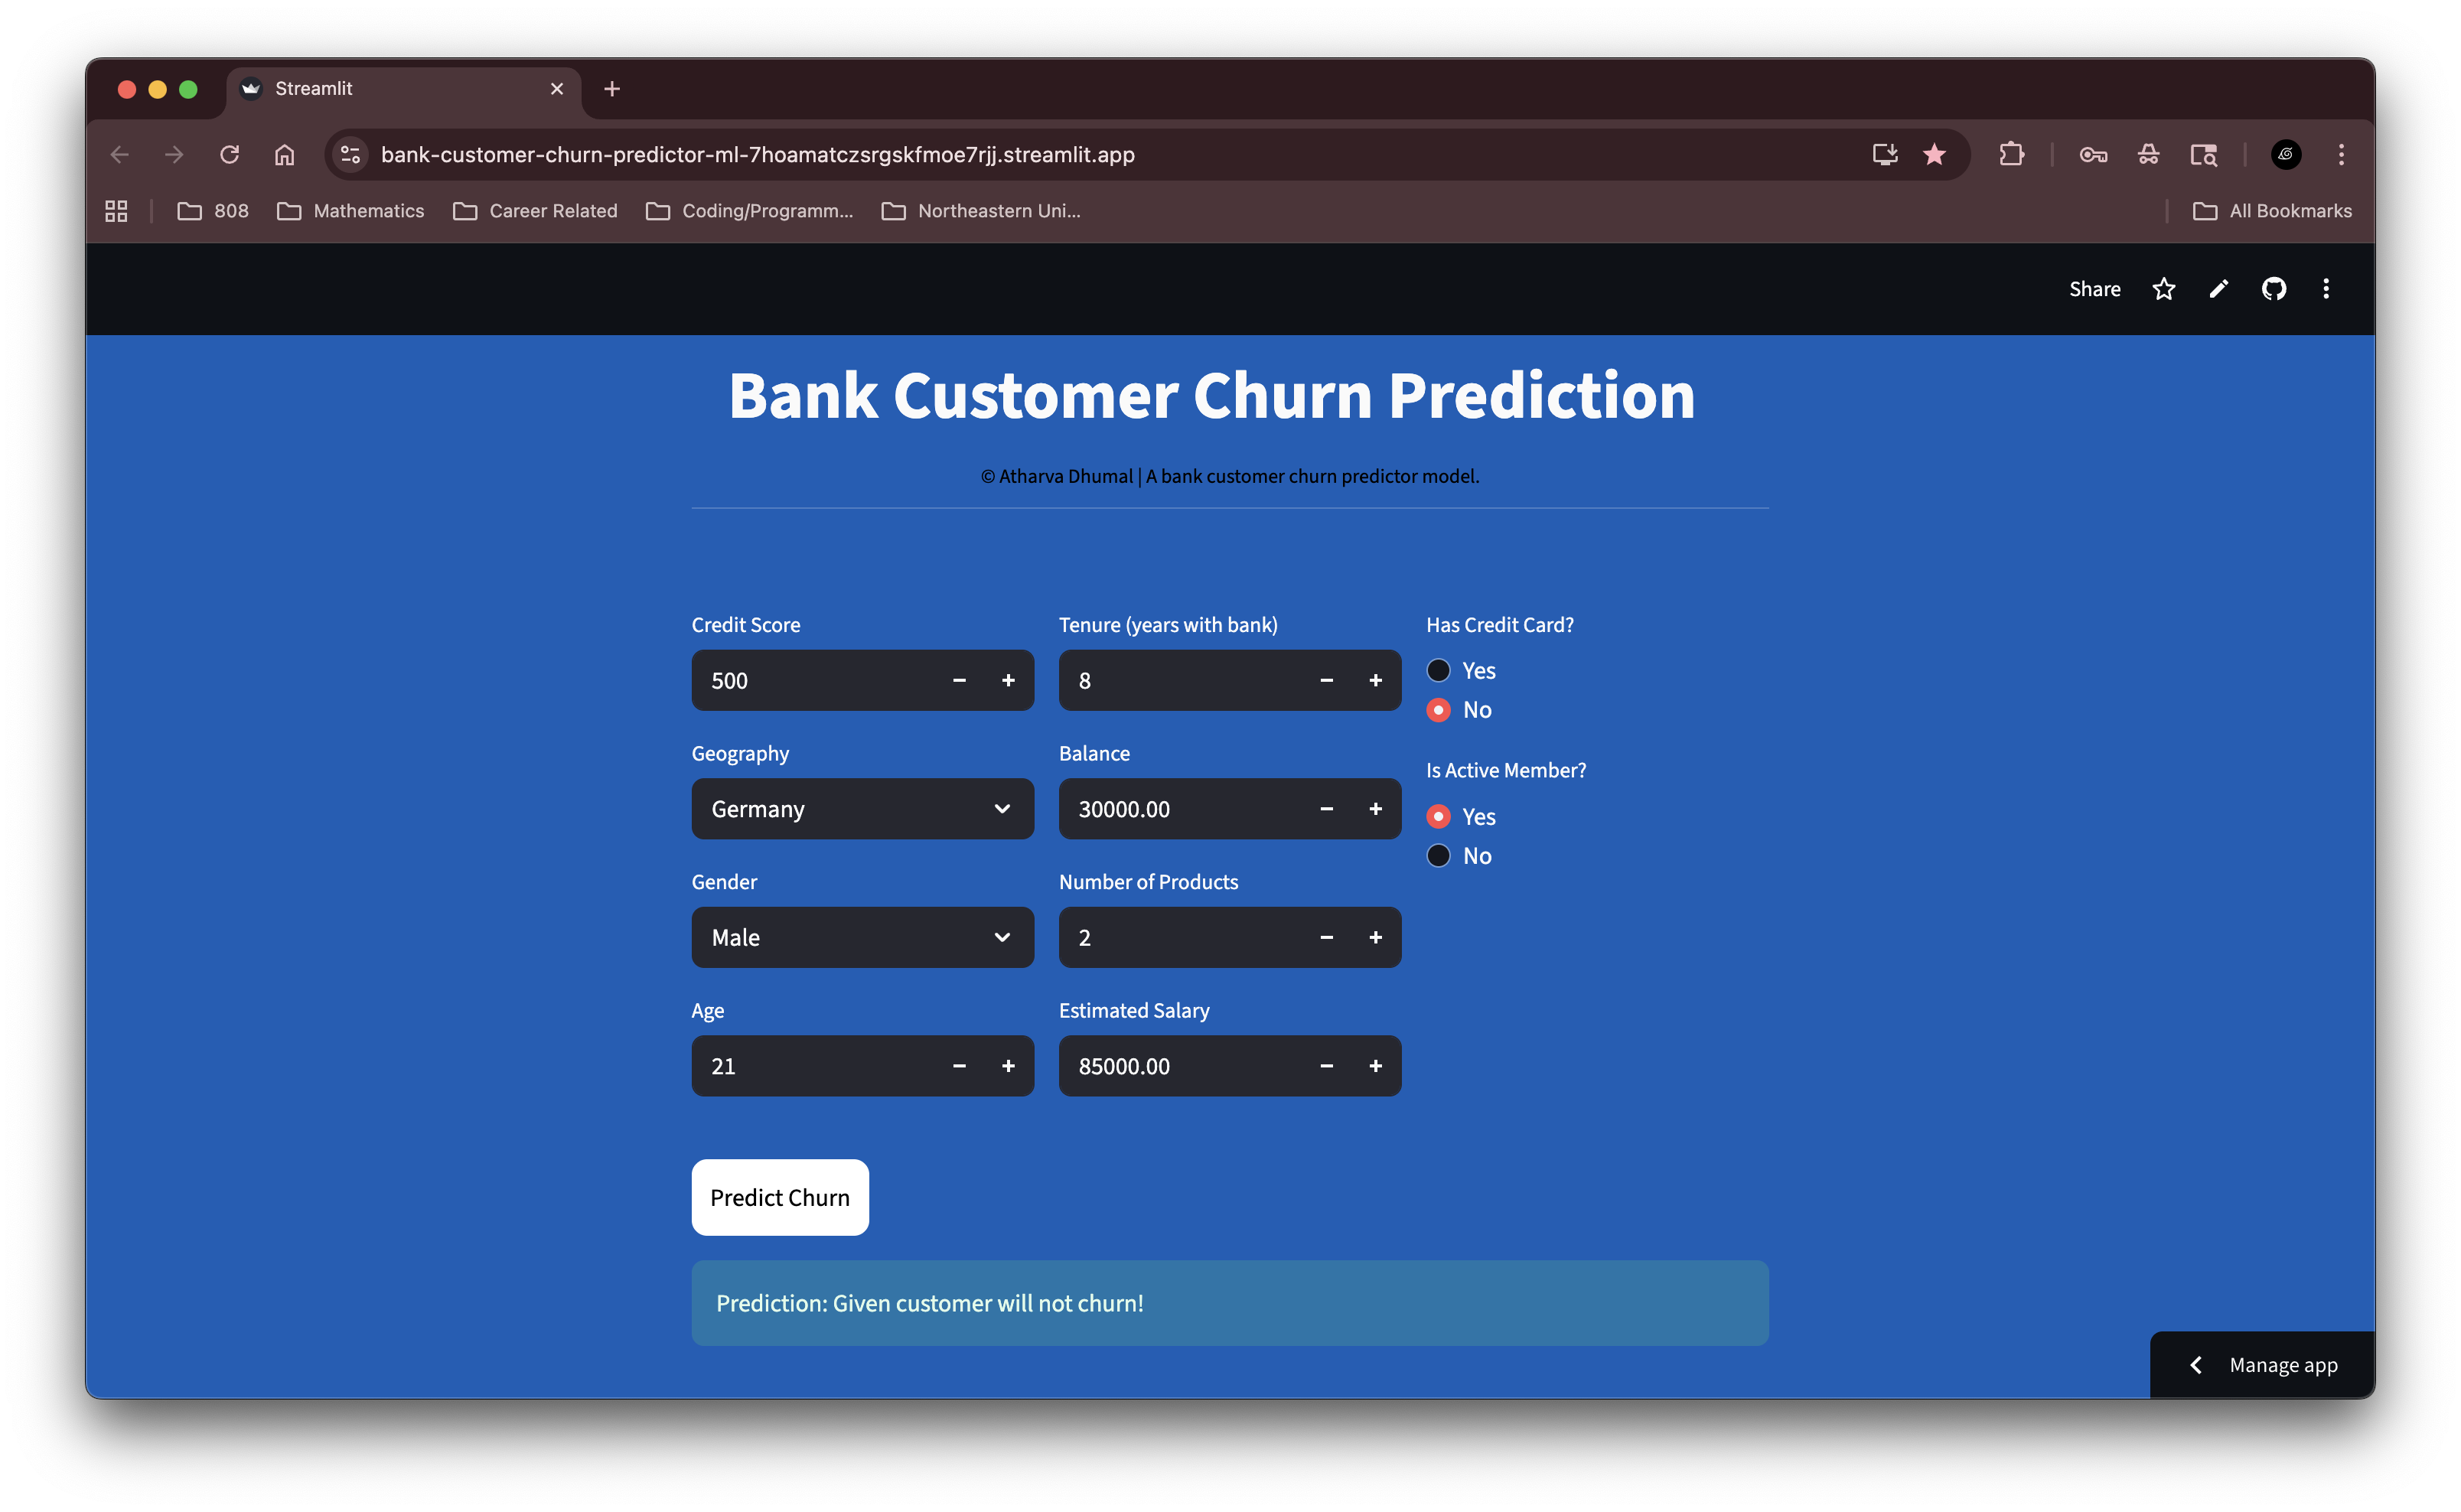 Streamlit
bank-customer-churn-predictor-ml-7hoamatczsrgskfmoe7rjj.streamlit.app
808 Mathematics Career Related Coding/Programm... Northeastern Uni... All Bookmarks
Share
Bank Customer Churn Prediction
© Atharva Dhumal | A bank customer churn predictor model.
Credit Score
500
Geography
Germany
Gender
Male
Age
21
Tenure (years with bank)
8
Balance
30000.00
Number of Products
2
Estimated Salary
85000.00
Has Credit Card?
Yes
No
Is Active Member?
Yes
No
Predict Churn
Prediction: Given customer will not churn!
Manage app